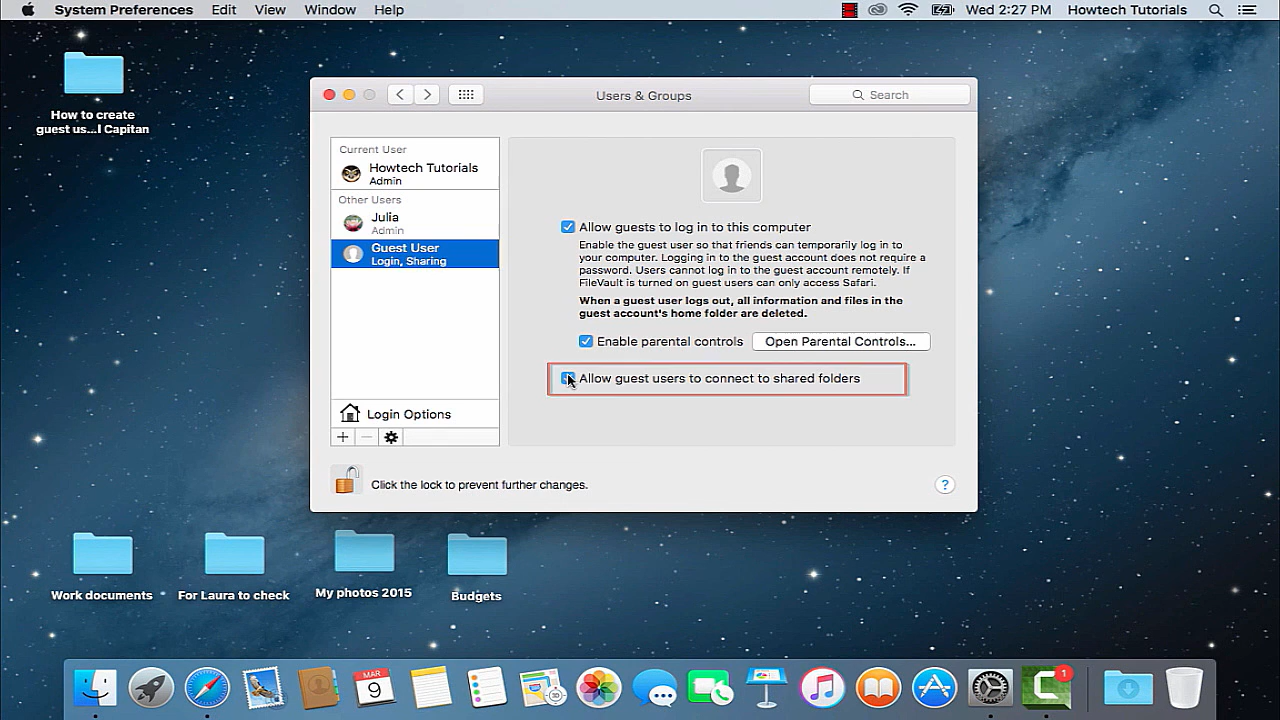 System Preferences Edit View Window Help Wed 2:27 PM Howtech Tutorials
How to create
guest us...l Capitan
Users & Groups
Search
Current User
Howtech Tutorials
Admin
Other Users
Julia
Admin
Guest User
Login, Sharing
Login Options
Allow guests to log in to this computer
Enable the guest user so that friends can temporarily log in to
your computer. Logging in to the guest account does not require a
password. Users cannot log in to the guest account remotely. If
FileVault is turned on guest users can only access Safari.
When a guest user logs out, all information and files in the
guest account's home folder are deleted.
Enable parental controls Open Parental Controls...
Allow guest users to connect to shared folders
Click the lock to prevent further changes.
?
Work documents
For Laura to check
My photos 2015
Budgets
MAR
9
1